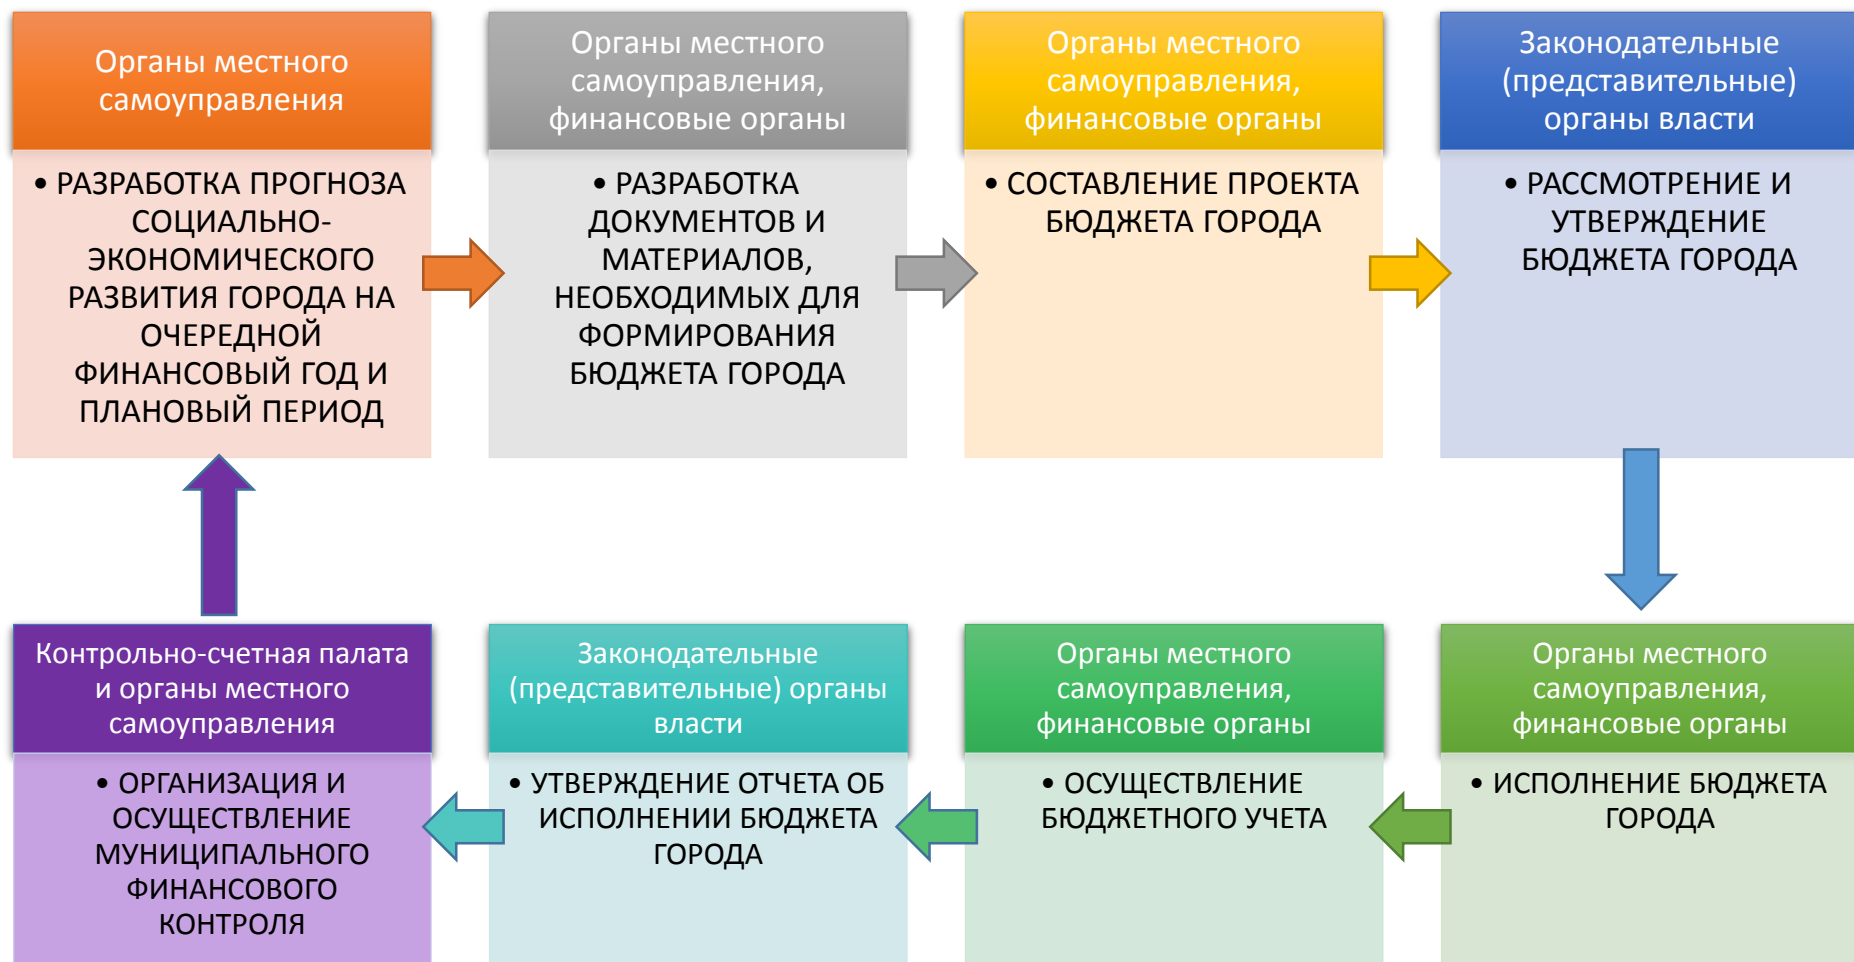 Органы местного
самоуправления
• РАЗРАБОТКА ПРОГНОЗА
СОЦИАЛЬНО-
ЭКОНОМИЧЕСКОГО
РАЗВИТИЯ ГОРОДА НА
ОЧЕРЕДНОЙ
ФИНАНСОВЫЙ ГОД И
ПЛАНОВЫЙ ПЕРИОД
Органы местного
самоуправления,
финансовые органы
• РАЗРАБОТКА
ДОКУМЕНТОВ И
МАТЕРИАЛОВ,
НЕОБХОДИМЫХ ДЛЯ
ФОРМИРОВАНИЯ
БЮДЖЕТА ГОРОДА
Органы местного
самоуправления,
финансовые органы
• СОСТАВЛЕНИЕ ПРОЕКТА
БЮДЖЕТА ГОРОДА
Законодательные
(представительные)
органы власти
• РАССМОТРЕНИЕ И
УТВЕРЖДЕНИЕ
БЮДЖЕТА ГОРОДА
Контрольно-счетная палата
и органы местного
самоуправления
• ОРГАНИЗАЦИЯ И
ОСУЩЕСТВЛЕНИЕ
МУНИЦИПАЛЬНОГО
ФИНАНСОВОГО
КОНТРОЛЯ
Законодательные
(представительные) органы
власти
• УТВЕРЖДЕНИЕ ОТЧЕТА ОБ
ИСПОЛНЕНИИ БЮДЖЕТА
ГОРОДА
Органы местного
самоуправления,
финансовые органы
• ОСУЩЕСТВЛЕНИЕ
БЮДЖЕТНОГО УЧЕТА
Органы местного
самоуправления,
финансовые органы
• ИСПОЛНЕНИЕ БЮДЖЕТА
ГОРОДА